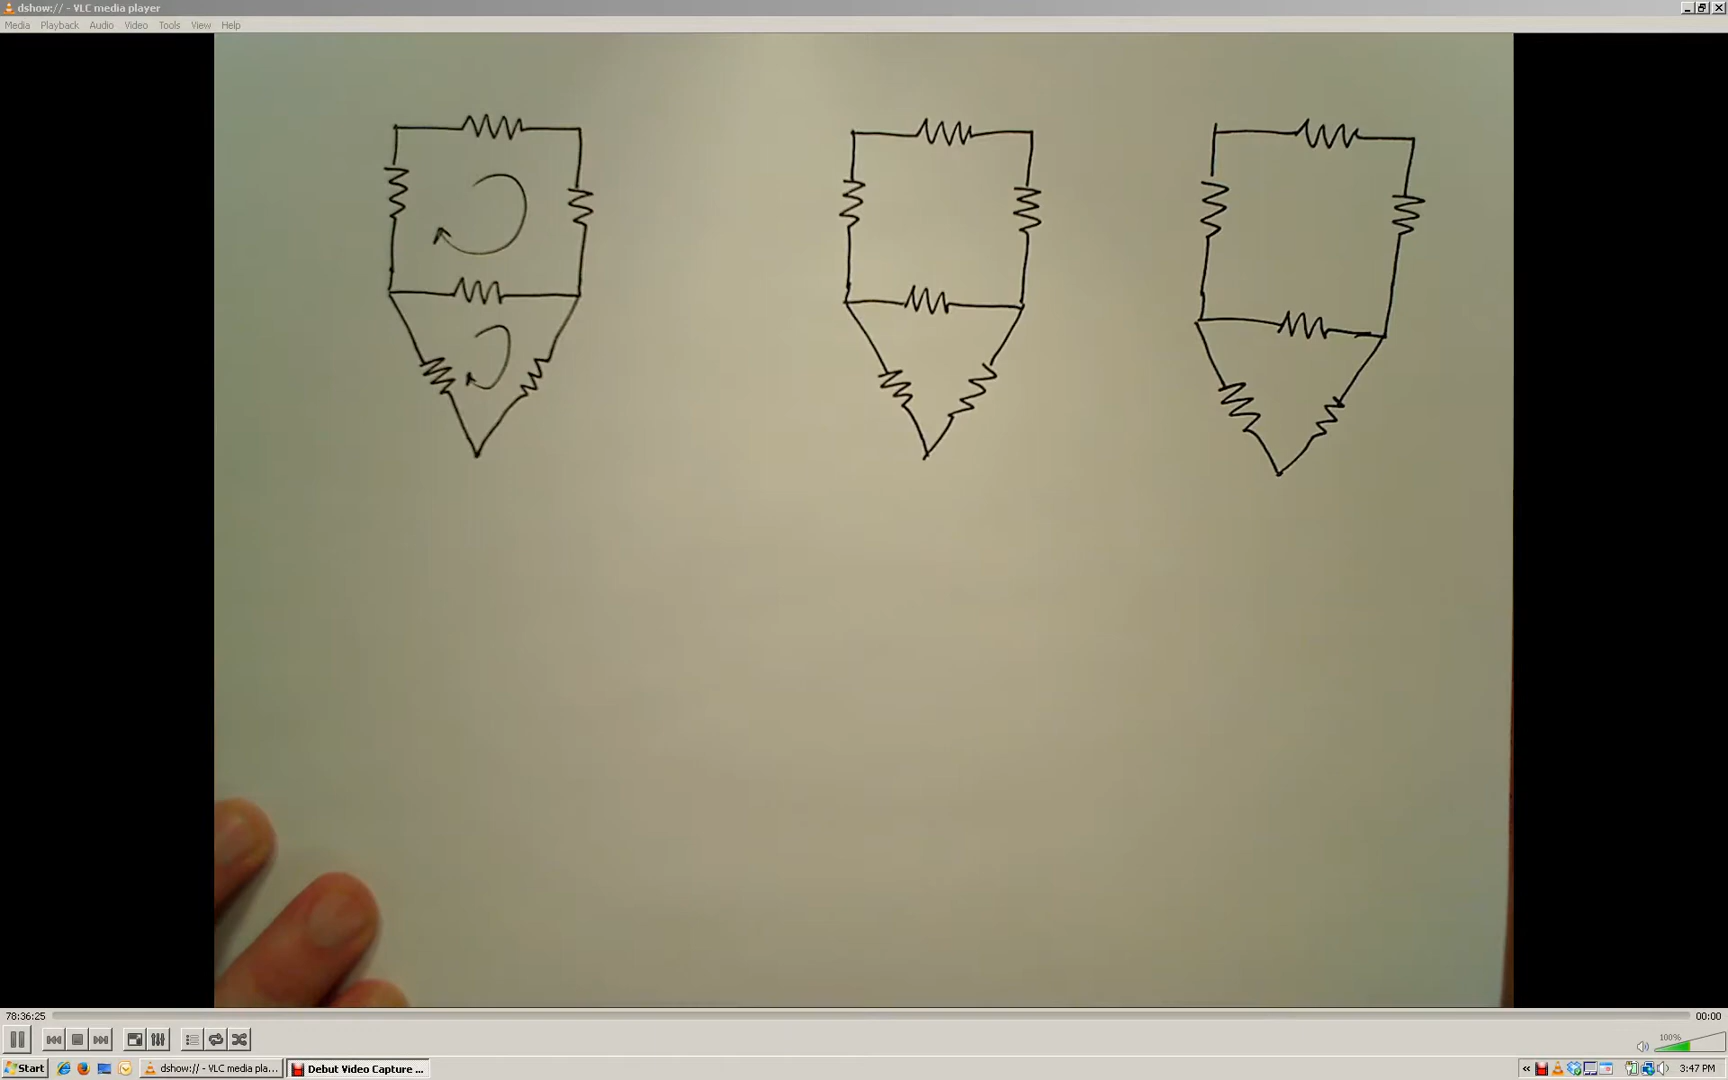 dshow:// - VLC media player
Media Playback Audio Video Tools View Help
78:36:25
00:00
100%
Start
dshow:// - VLC media pla...
Debut Video Capture ...
«
3:47 PM